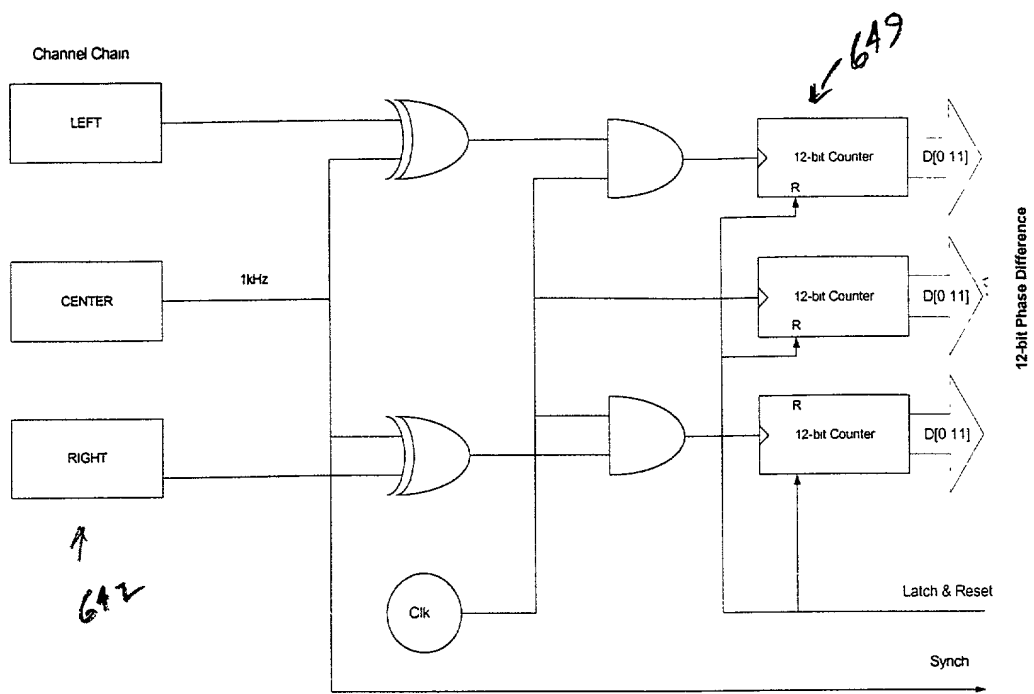 649
Channel Chain
LEFT
12-bit Counter
D[0 11]
R
CENTER
1kHz
12-bit Counter
D[0 11]
R
12-bit Phase Difference
R
RIGHT
12-bit Counter
D[0 11]
642
Clk
Latch & Reset
Synch